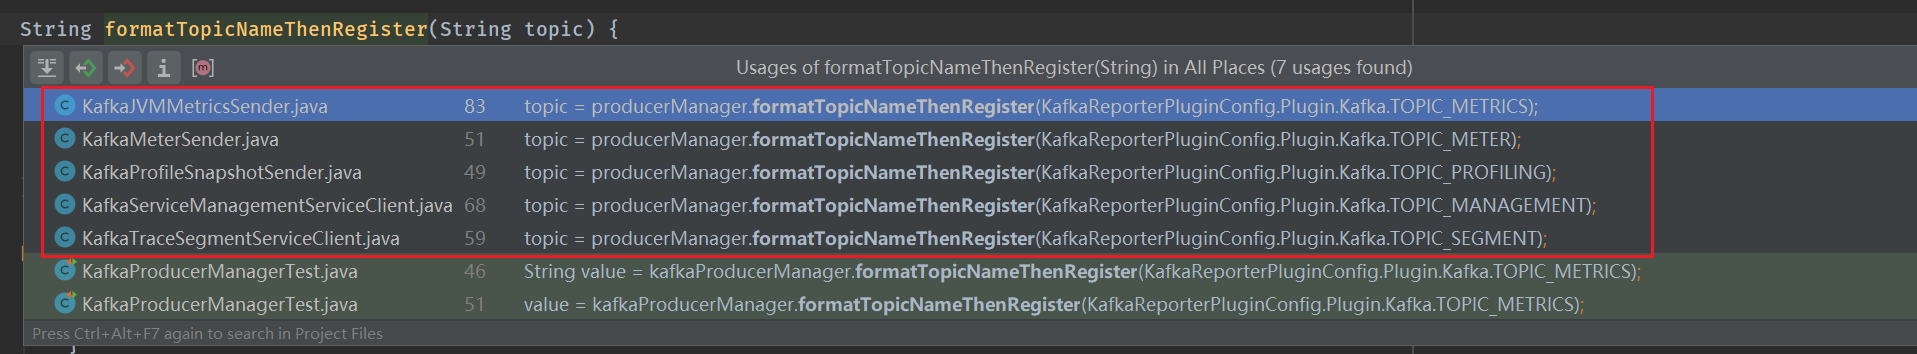 String formatTopicNameThenRegister(String topic) {
Usages of formatTopicNameThenRegister(String) in All Places (7 usages found)
KafkaJVMMetricsSender.java 83 topic = producerManager.formatTopicNameThenRegister(KafkaReporterPluginConfig.Plugin.Kafka.TOPIC_METRICS);
KafkaMeterSender.java 51 topic = producerManager.formatTopicNameThenRegister(KafkaReporterPluginConfig.Plugin.Kafka.TOPIC_METER);
KafkaProfileSnapshotSender.java 49 topic = producerManager.formatTopicNameThenRegister(KafkaReporterPluginConfig.Plugin.Kafka.TOPIC_PROFILING);
KafkaServiceManagementServiceClient.java 68 topic = producerManager.formatTopicNameThenRegister(KafkaReporterPluginConfig.Plugin.Kafka.TOPIC_MANAGEMENT);
KafkaTraceSegmentServiceClient.java 59 topic = producerManager.formatTopicNameThenRegister(KafkaReporterPluginConfig.Plugin.Kafka.TOPIC_SEGMENT);
KafkaProducerManagerTest.java 46 String value = kafkaProducerManager.formatTopicNameThenRegister(KafkaReporterPluginConfig.Plugin.Kafka.TOPIC_METRICS);
KafkaProducerManagerTest.java 51 value = kafkaProducerManager.formatTopicNameThenRegister(KafkaReporterPluginConfig.Plugin.Kafka.TOPIC_METRICS);
Press Ctrl+Alt+F7 again to search in Project Files
}